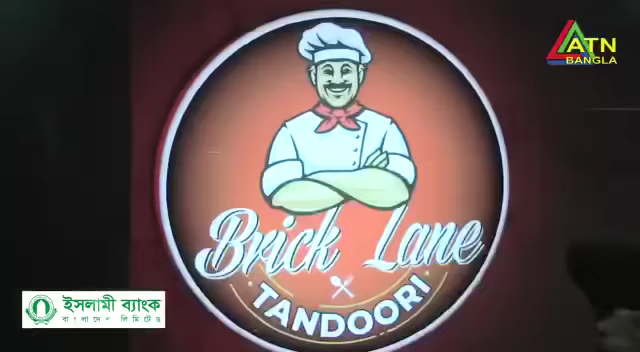 ATN
BANGLA
Brick Lane
TANDOORI
ইসলামী ব্যাংক
বাংলাদেশ লিমিটেড